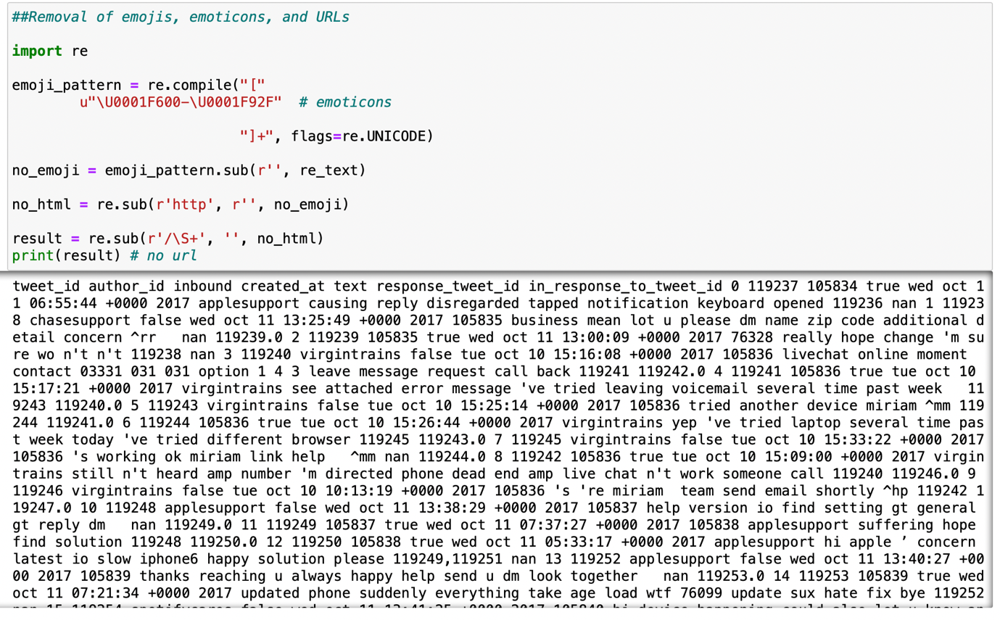 ##Removal of emojis, emoticons, and URLs
import re
emoji_pattern = re.compile("["
u"\U0001F600-\U0001F92F"  # emoticons
"]+", flags=re.UNICODE)
no_emoji = emoji_pattern.sub(r'', re_text)
no_html = re.sub(r'http', r'', no_emoji)
result = re.sub(r'/\S+', '', no_html)
print(result) # no url
tweet_id author_id inbound created_at text response_tweet_id in_response_to_tweet_id 0 119237 105834 true wed oct 1
1 06:55:44 +0000 2017 applesupport causing reply disregarded tapped notification keyboard opened 119236 nan 1 11923
8 chasesupport false wed oct 11 13:25:49 +0000 2017 105835 business mean lot u please dm name zip code additional d
etail concern ^rr   nan 119239.0 2 119239 105835 true wed oct 11 13:00:09 +0000 2017 76328 really hope change 'm su
re wo n't n't 119238 nan 3 119240 virgintrains false tue oct 10 15:16:08 +0000 2017 105836 livechat online moment
contact 03331 031 031 option 1 4 3 leave message request call back 119241 119242.0 4 119241 105836 true tue oct 10
15:17:21 +0000 2017 virgintrains see attached error message 've tried leaving voicemail several time past week   11
9243 119240.0 5 119243 virgintrains false tue oct 10 15:25:14 +0000 2017 105836 tried another device miriam ^mm 119
244 119241.0 6 119244 105836 true tue oct 10 15:26:44 +0000 2017 virgintrains yep 've tried laptop several time pas
t week today 've tried different browser 119245 119243.0 7 119245 virgintrains false tue oct 10 15:33:22 +0000 2017
105836 's working ok miriam link help   ^mm nan 119244.0 8 119242 105836 true tue oct 10 15:09:00 +0000 2017 virgin
trains still n't heard amp number 'm directed phone dead end amp live chat n't work someone call 119240 119246.0 9
119246 virgintrains false tue oct 10 10:13:19 +0000 2017 105836 's 're miriam  team send email shortly ^hp 119242 1
19247.0 10 119248 applesupport false wed oct 11 13:38:29 +0000 2017 105837 help version io find setting gt general
gt reply dm   nan 119249.0 11 119249 105837 true wed oct 11 07:37:27 +0000 2017 105838 applesupport suffering hope
find solution 119248 119250.0 12 119250 105838 true wed oct 11 05:33:17 +0000 2017 applesupport hi apple ’ concern
latest io slow iphone6 happy solution please 119249,119251 nan 13 119252 applesupport false wed oct 11 13:40:27 +00
00 2017 105839 thanks reaching u always happy help send u dm look together   nan 119253.0 14 119253 105839 true wed
oct 11 07:21:34 +0000 2017 updated phone suddenly everything take age load wtf 76099 update sux hate fix bye 119252